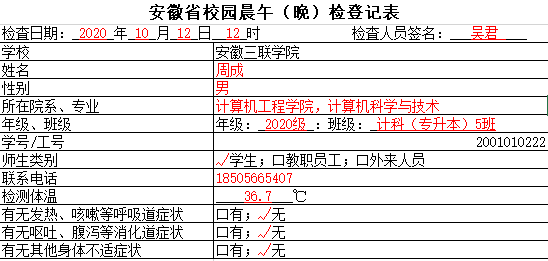 安徽省校园晨午（晚）检登记表
检查日期： 2020 年 10 月 12 日 12 时 检查人员签名： 吴君
学校 安徽三联学院
姓名 周成
性别 男
所在院系、专业 计算机工程学院，计算机科学与技术
年级、班级 年级：2020级：班级：计科（专升本）5班
学号/工号 2001010222
师生类别 ✓学生；口教职员工；口外来人员
联系电话 18505665407
检测体温 36.7 ℃
有无发热、咳嗽等呼吸道症状 口有；✓无
有无呕吐、腹泻等消化道症状 口有；✓无
有无其他身体不适症状 口有；✓无